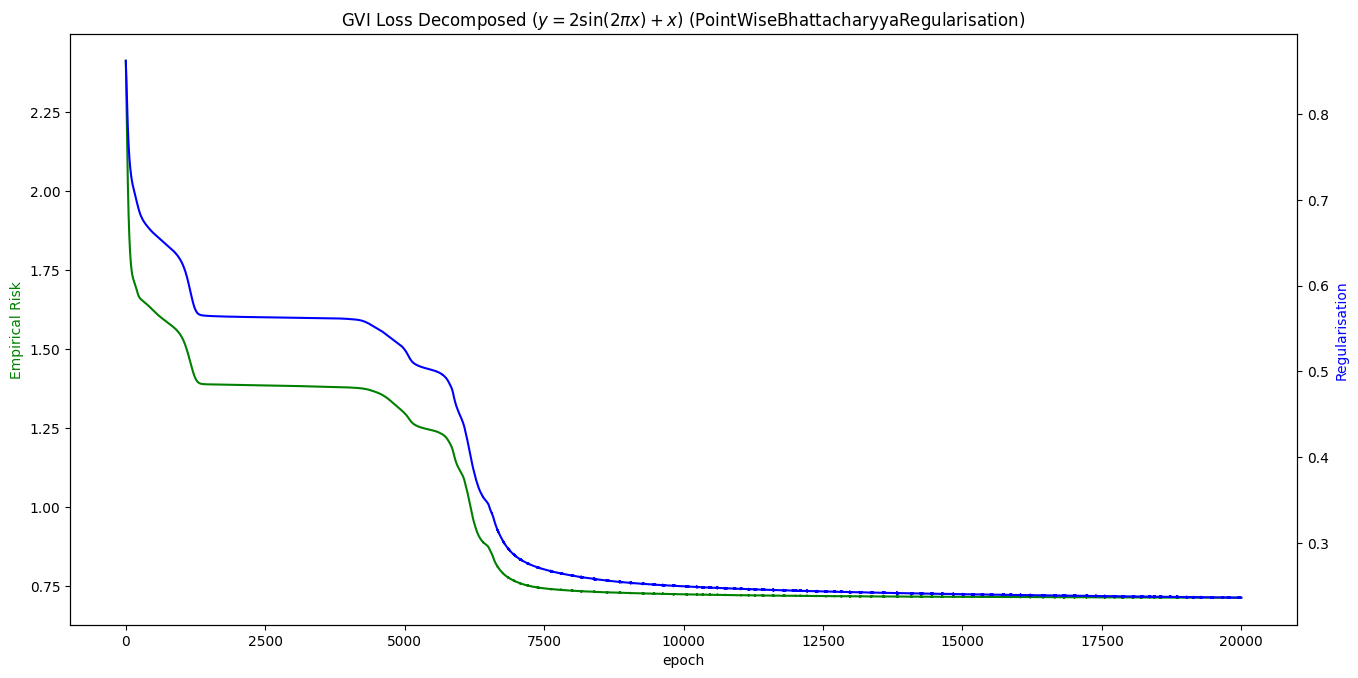 GVI Loss Decomposed (y = 2sin(2πx) + x) (PointWiseBhattacharyyaRegularisation)
Empirical Risk
2.25
2.00
1.75
1.50
1.25
1.00
0.75
0.8
0.7
0.6
0.5
0.4
0.3
Regularisation
0 2500 5000 7500 10000 12500 15000 17500 20000
epoch